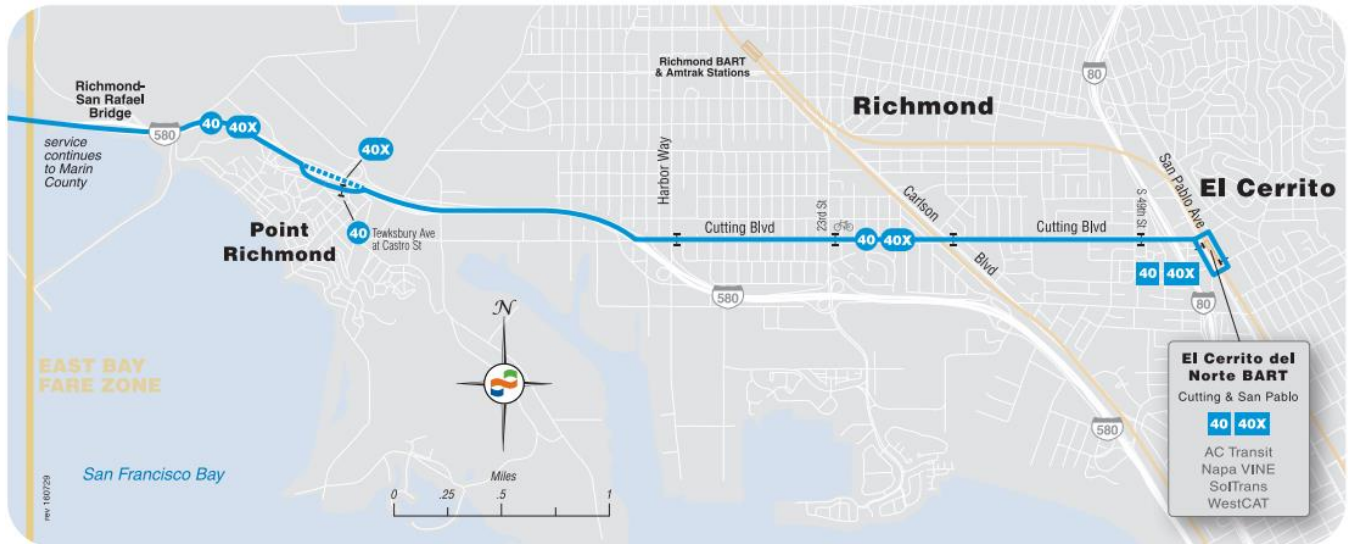 Richmond-
San Rafael
Bridge
580
service
continues
to Marin
County
40 40X
40X
Point
Richmond
40 Tewksbury Ave
at Castro St
Richmond BART
& Amtrak Stations
Richmond
80
San Pablo Ave
El Cerrito
Harbor Way
Cutting Blvd
23rd St
40 40X
Carlson
Blvd
Cutting Blvd
S 49th St
40 40X
80
580
580
El Cerrito del
Norte BART
Cutting & San Pablo
40 40X
AC Transit
Napa VINE
SolTrans
WestCAT
EAST BAY
FARE ZONE
N
San Francisco Bay
Miles
0 .25 .5 1
rev 160729